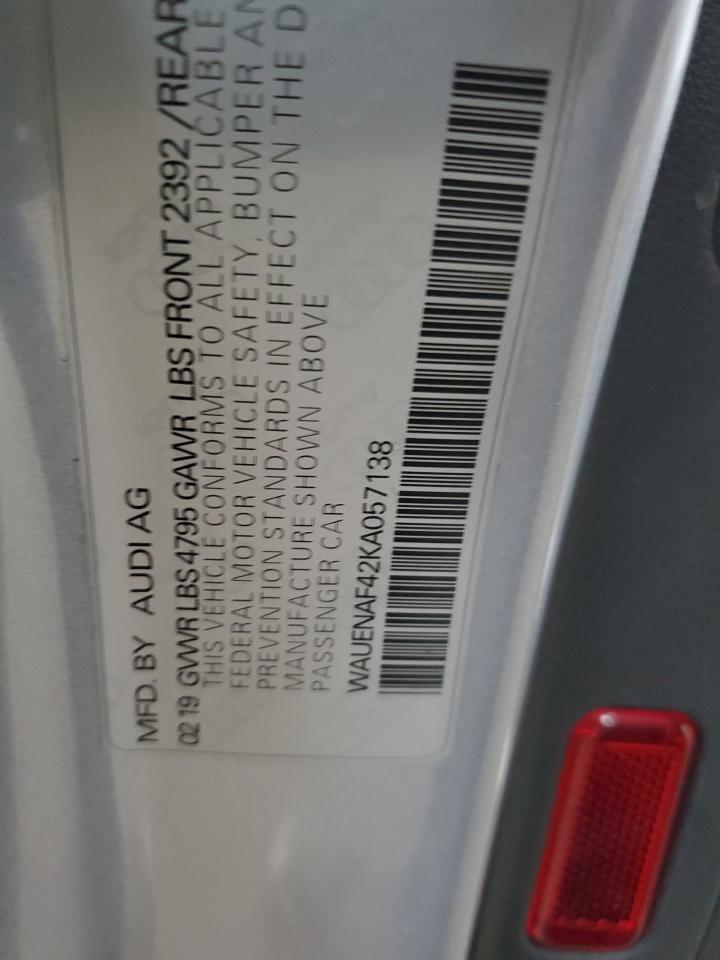 MFD. BY AUDI AG
02 19 GVWR LBS 4795 GAWR LBS FRONT 2392 /REAR
THIS VEHICLE CONFORMS TO ALL APPLICABLE
FEDERAL MOTOR VEHICLE SAFETY, BUMPER
PREVENTION STANDARDS IN EFFECT ON THE
MANUFACTURE SHOWN ABOVE
PASSENGER CAR
WAUENAF42KA057138